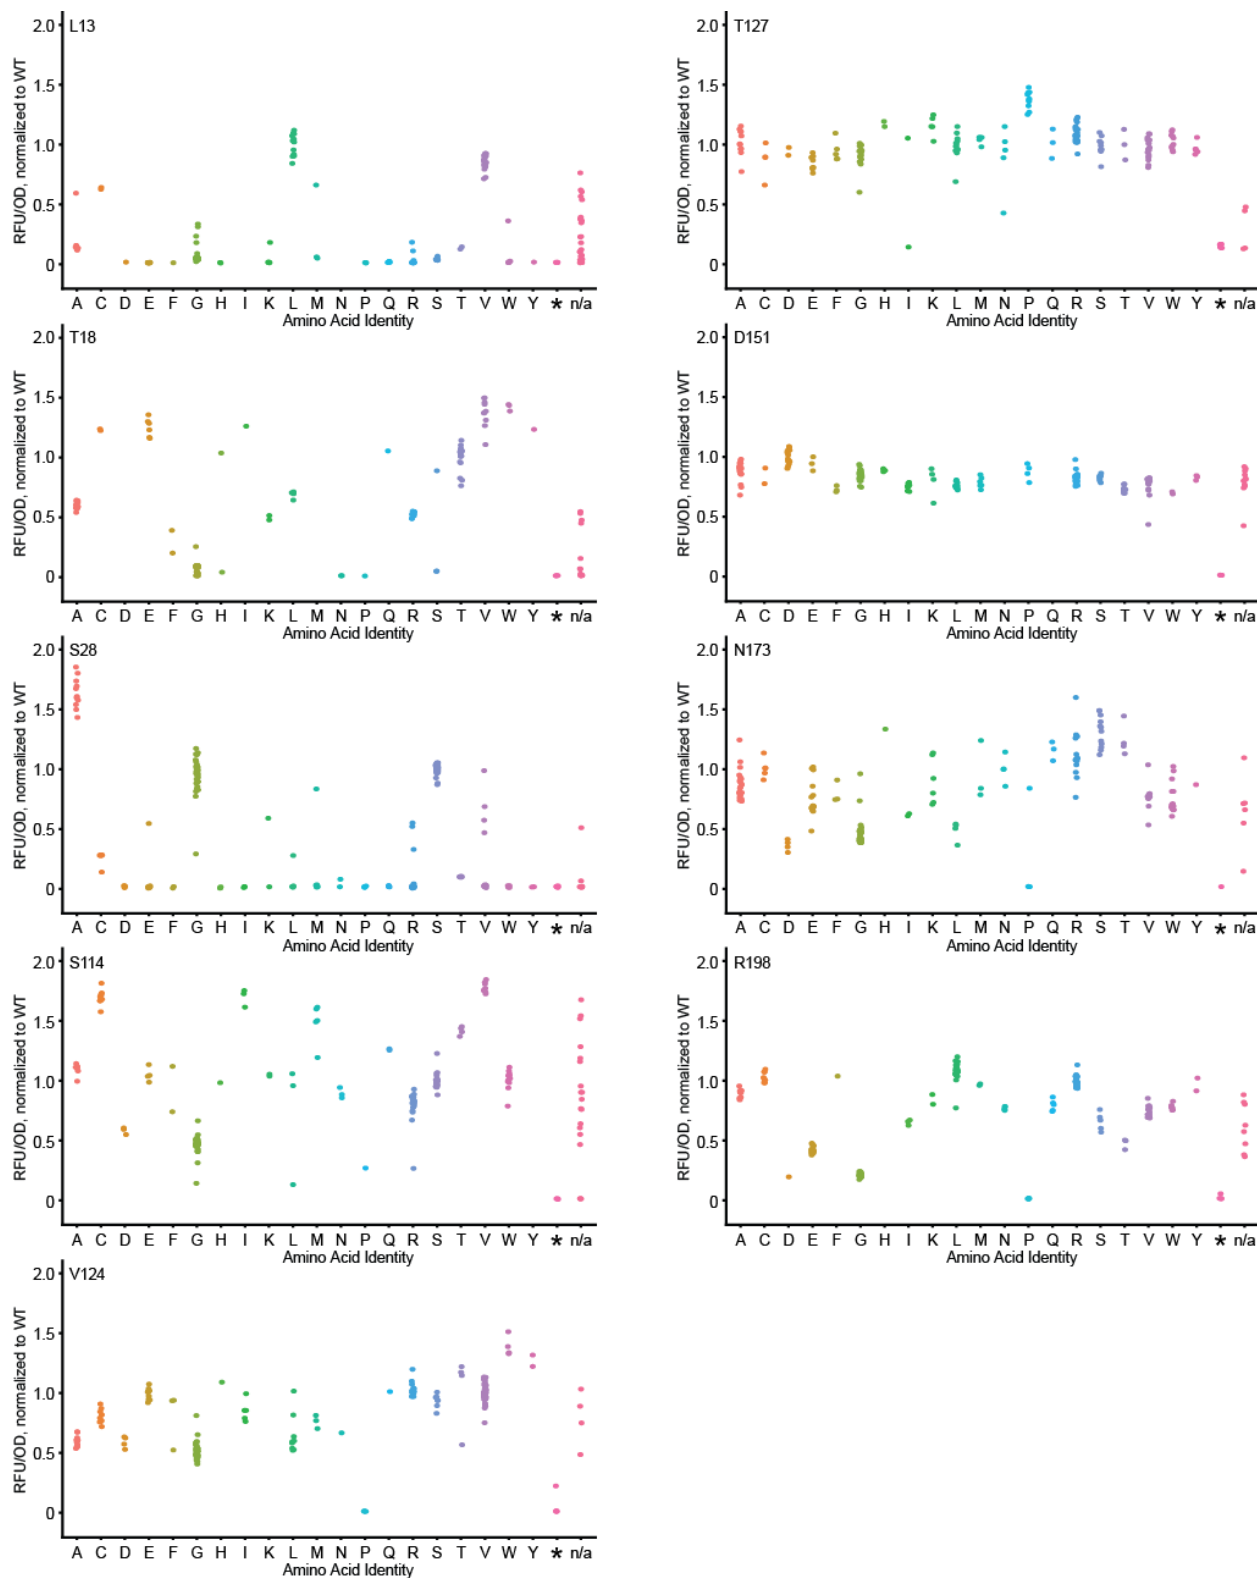 L13
RFU/OD, normalized to WT
2.0
1.5
1.0
0.5
0
A C D E F G H I K L M N P Q R S T V W Y * n/a
Amino Acid Identity
T18
RFU/OD, normalized to WT
2.0
1.5
1.0
0.5
0
A C D E F G H I K L M N P Q R S T V W Y * n/a
Amino Acid Identity
S28
RFU/OD, normalized to WT
2.0
1.5
1.0
0.5
0
A C D E F G H I K L M N P Q R S T V W Y * n/a
Amino Acid Identity
S114
RFU/OD, normalized to WT
2.0
1.5
1.0
0.5
0
A C D E F G H I K L M N P Q R S T V W Y * n/a
Amino Acid Identity
V124
RFU/OD, normalized to WT
2.0
1.5
1.0
0.5
0
A C D E F G H I K L M N P Q R S T V W Y * n/a
Amino Acid Identity
T127
RFU/OD, normalized to WT
2.0
1.5
1.0
0.5
0
A C D E F G H I K L M N P Q R S T V W Y * n/a
Amino Acid Identity
D151
RFU/OD, normalized to WT
2.0
1.5
1.0
0.5
0
A C D E F G H I K L M N P Q R S T V W Y * n/a
Amino Acid Identity
N173
RFU/OD, normalized to WT
2.0
1.5
1.0
0.5
0
A C D E F G H I K L M N P Q R S T V W Y * n/a
Amino Acid Identity
R198
RFU/OD, normalized to WT
2.0
1.5
1.0
0.5
0
A C D E F G H I K L M N P Q R S T V W Y * n/a
Amino Acid Identity